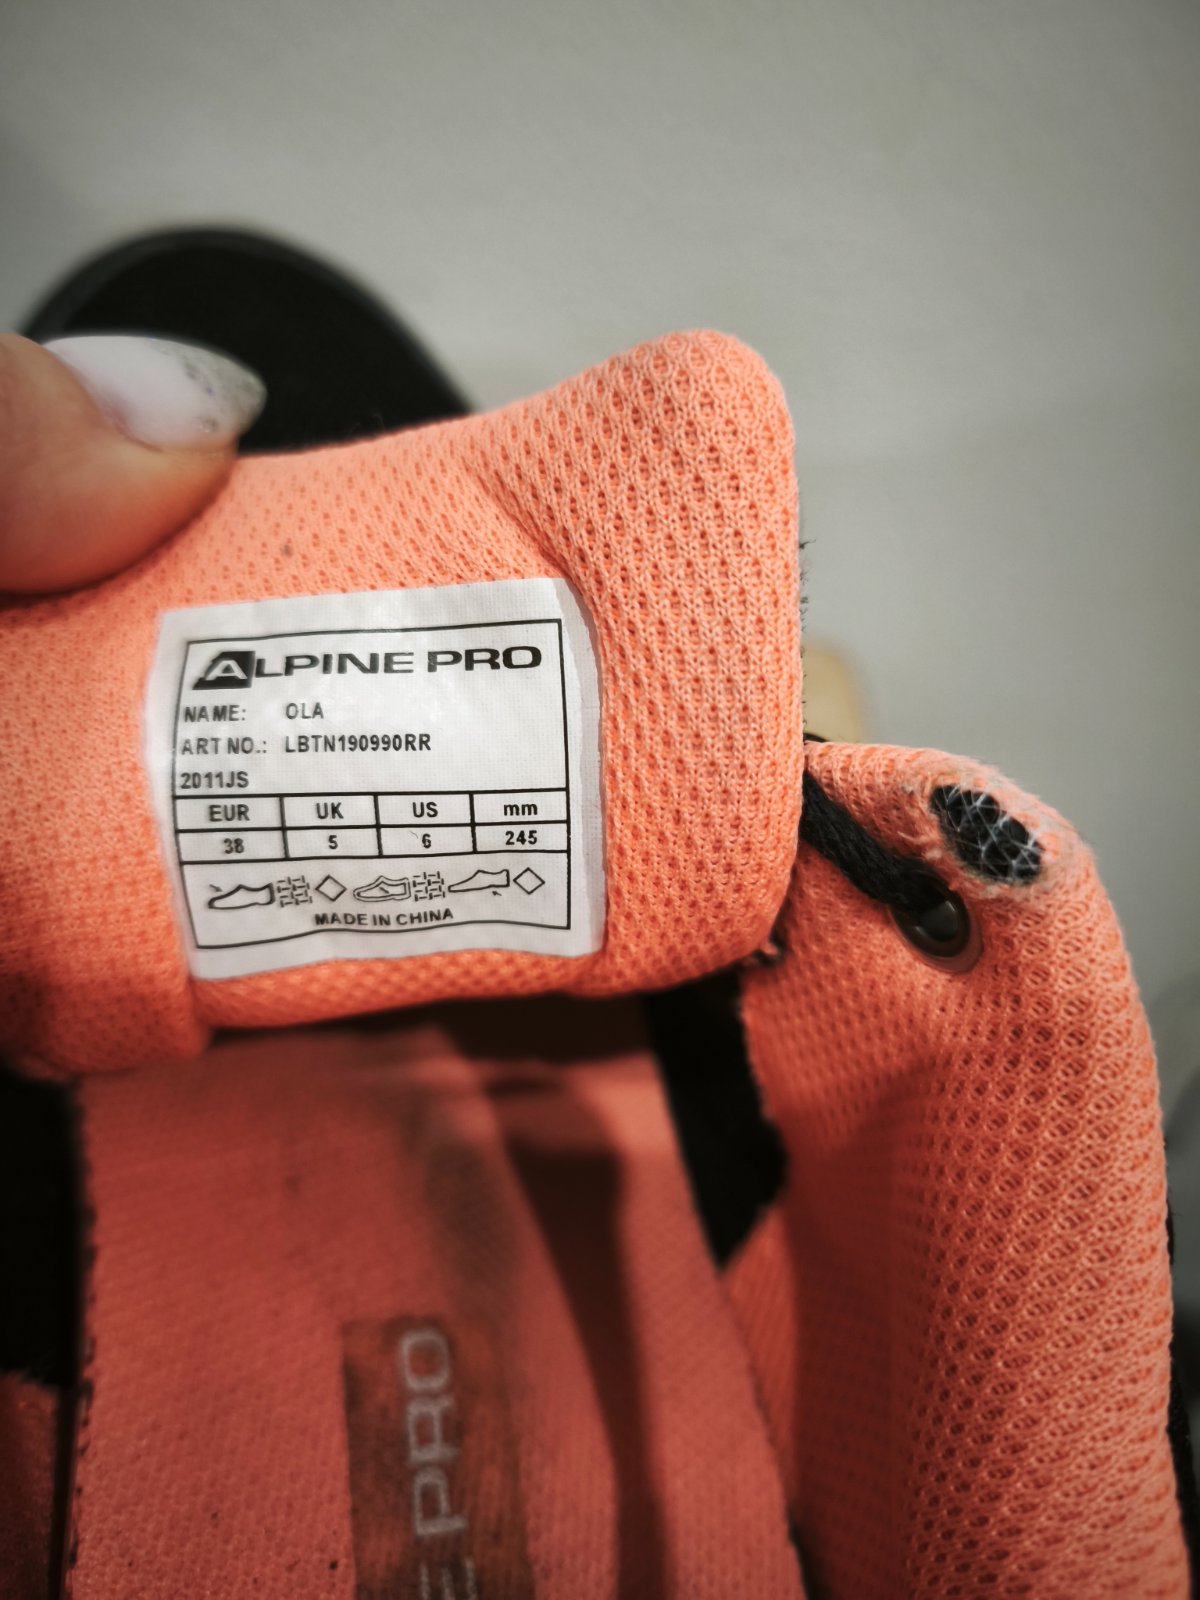 ALPINE PRO
NAME: OLA
ART NO.: LBTN190990RR
2011JS
EUR UK US mm
38 5 6 245
MADE IN CHINA
E PRO